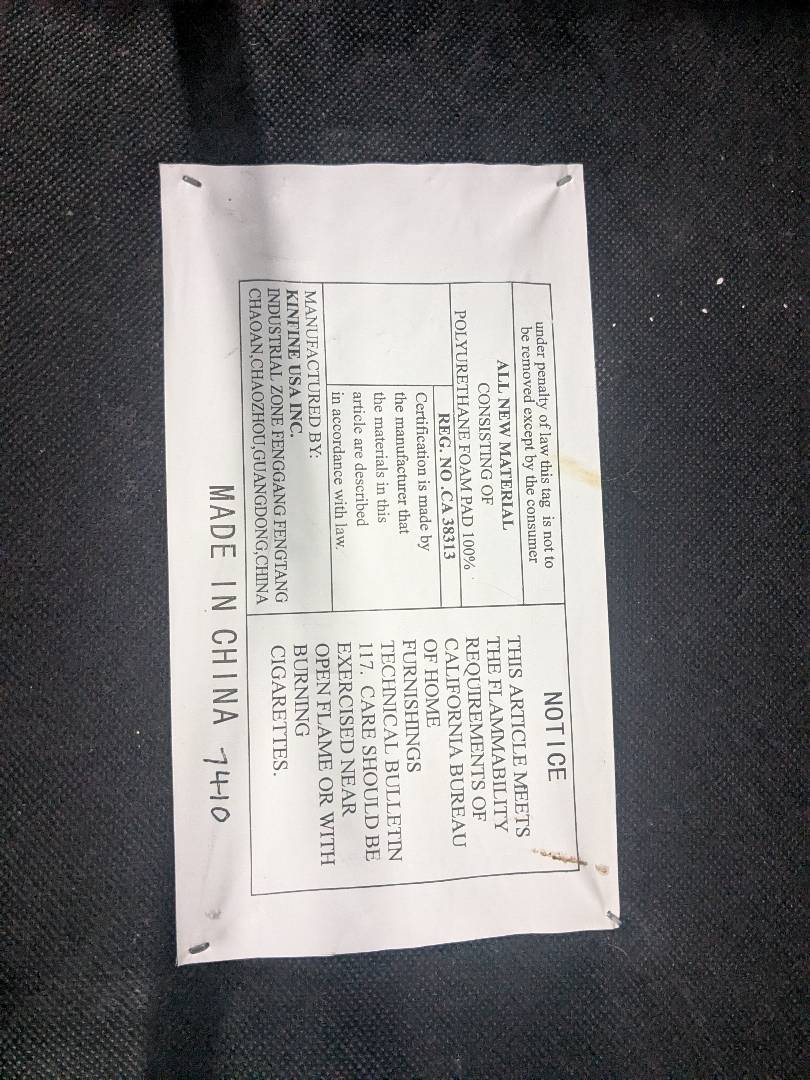 under penalty of law this tag is not to
be removed except by the consumer
ALL NEW MATERIAL
CONSISTING OF
POLYURETHANE FOAM PAD 100%
REG. NO .CA 38313
Certification is made by
the manufacturer that
the materials in this
article are described
in accordance with law.
MANUFACTURED BY:
KINFINE USA INC.
INDUSTRIAL ZONE FENGGANG FENGTANG
CHAOAN,CHAOZHOU,GUANGDONG,CHINA
NOTICE
THIS ARTICLE MEETS
THE FLAMMABILITY
REQUIREMENTS OF
CALIFORNIA BUREAU
OF HOME
FURNISHINGS
TECHNICAL BULLETIN
117. CARE SHOULD BE
EXERCISED NEAR
OPEN FLAME OR WITH
BURNING
CIGARETTES.
MADE IN CHINA 7410